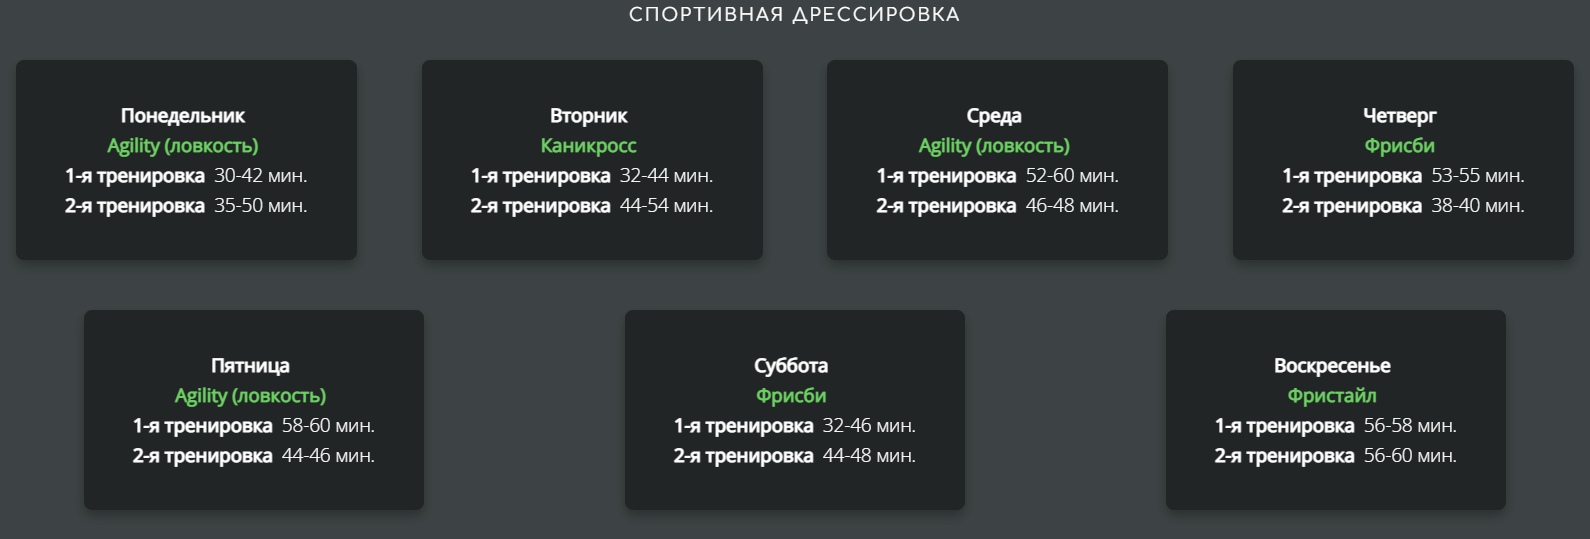 СПОРТИВНАЯ ДРЕССИРОВКА
Понедельник
Agility (ловкость)
1-я тренировка 30-42 мин.
2-я тренировка 35-50 мин.
Вторник
Каникросс
1-я тренировка 32-44 мин.
2-я тренировка 44-54 мин.
Среда
Agility (ловкость)
1-я тренировка 52-60 мин.
2-я тренировка 46-48 мин.
Четверг
Фрисби
1-я тренировка 53-55 мин.
2-я тренировка 38-40 мин.
Пятница
Agility (ловкость)
1-я тренировка 58-60 мин.
2-я тренировка 44-46 мин.
Суббота
Фрисби
1-я тренировка 32-46 мин.
2-я тренировка 44-48 мин.
Воскресенье
Фристайл
1-я тренировка 56-58 мин.
2-я тренировка 56-60 мин.